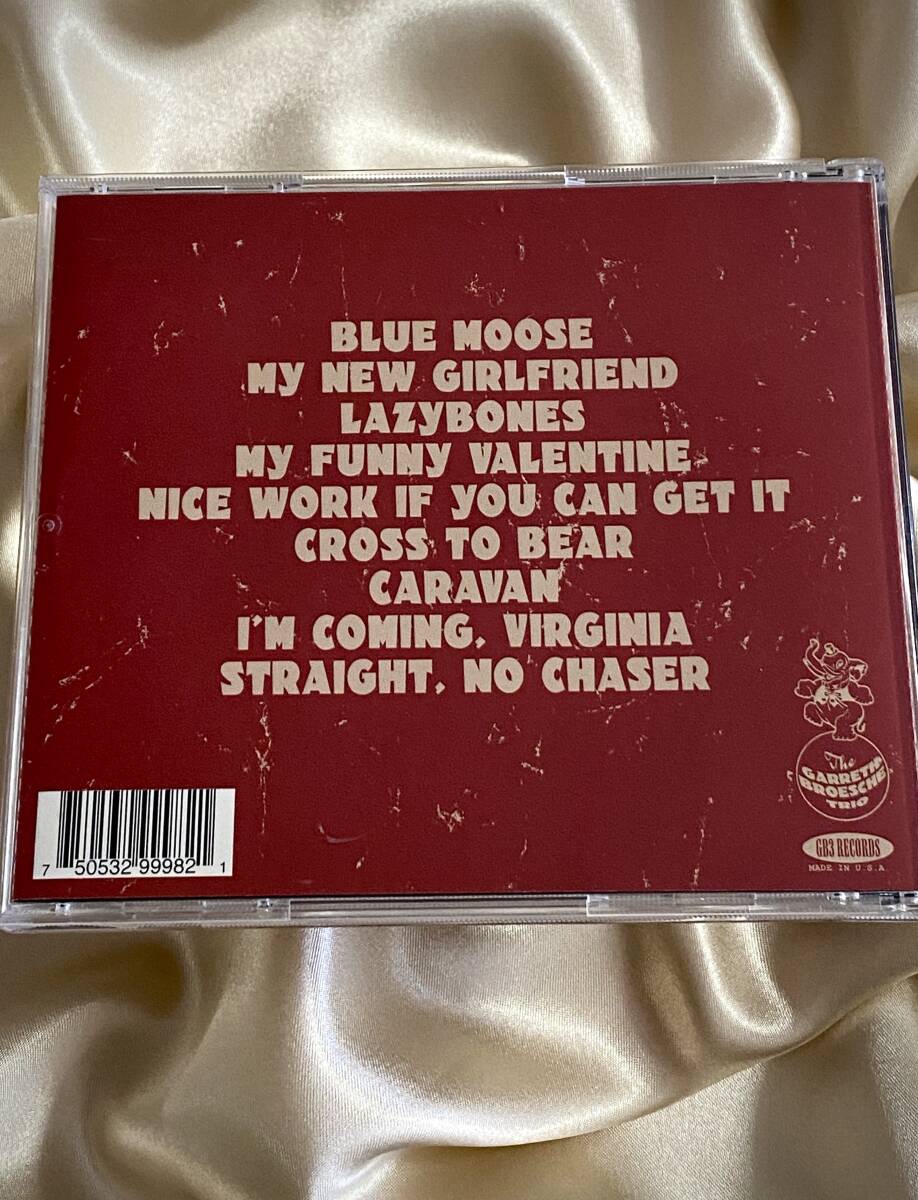 BLUE MOOSE
MY NEW GIRLFRIEND
LAZYBONES
MY FUNNY VALENTINE
NICE WORK IF YOU CAN GET IT
CROSS TO BEAR
CARAVAN
I'M COMING, VIRGINIA
STRAIGHT, NO CHASER
The
GARRETH
BROESCHE
TRIO
GB3 RECORDS
MADE IN U.S.A.
7 50532 99982 1